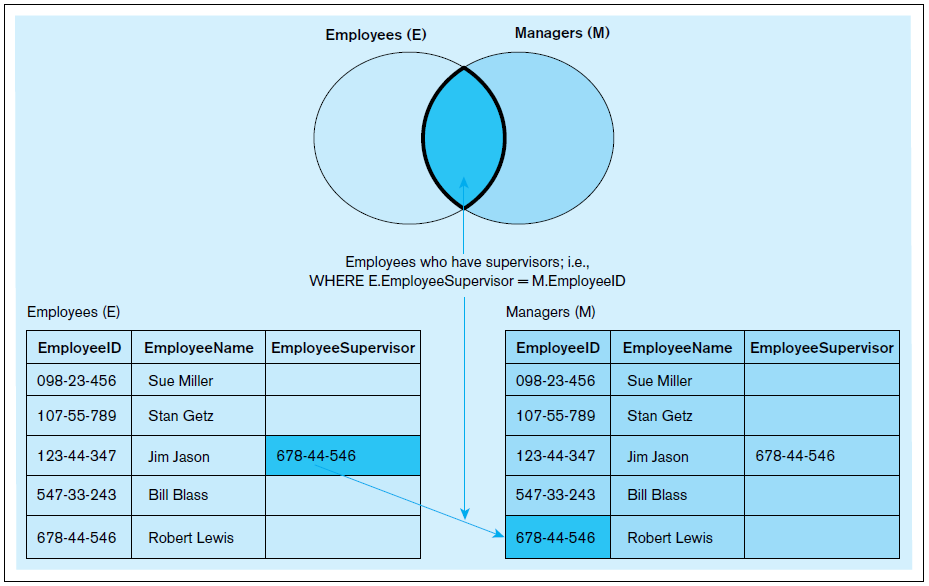 Employees (E) Managers (M)
Employees who have supervisors; i.e.,
WHERE E.EmployeeSupervisor = M.EmployeeID
Employees (E)
EmployeeID EmployeeName EmployeeSupervisor
098-23-456 Sue Miller
107-55-789 Stan Getz
123-44-347 Jim Jason 678-44-546
547-33-243 Bill Blass
678-44-546 Robert Lewis
Managers (M)
EmployeeID EmployeeName EmployeeSupervisor
098-23-456 Sue Miller
107-55-789 Stan Getz
123-44-347 Jim Jason 678-44-546
547-33-243 Bill Blass
678-44-546 Robert Lewis